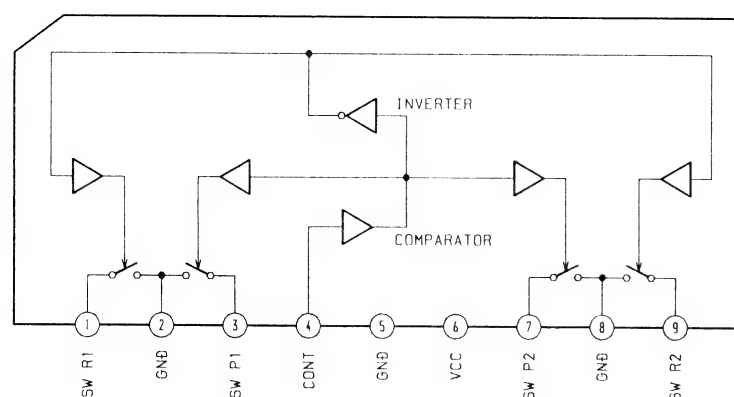 INVERTER
COMPARATOR
1 2 3 4 5 6 7 8 9
SW R1
GND
SW P1
CONT
GND
VCC
SW P2
GND
SW R2